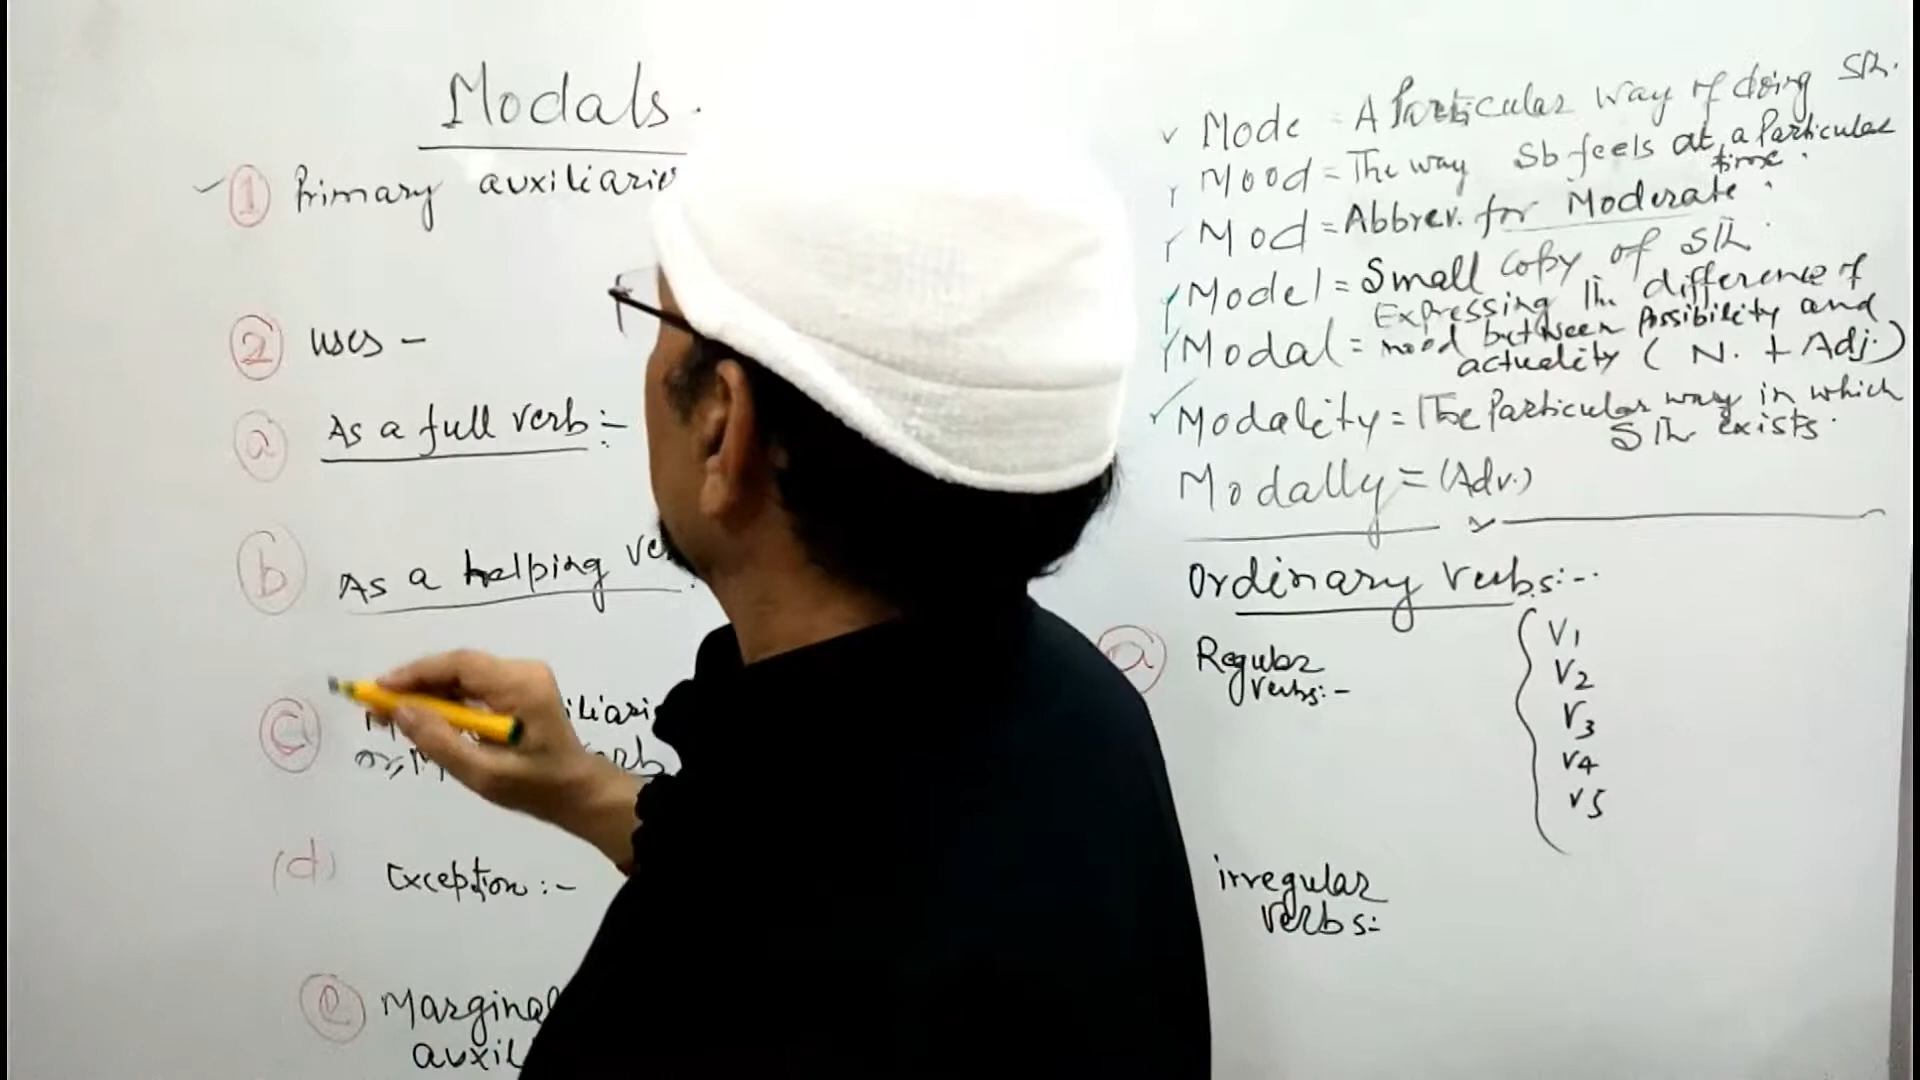 Modals.
1 Primary auxiliaries
2 uses -
a As a full verb:-
b As a helping ve
c
or,
(d) Exception:-
e Marginal
auxil
Mode = A Particular way of doing Sth.
Mood = The way Sb feels at a Particular
time.
Mod = Abbrev. for Moderate.
Model = Small copy of Sth.
Expressing the difference of
Modal = mood between Possibility and
actuality (N. + Adj.)
Modality = The Particular way in which
Sth exists.
Modally = (Adv.)
Ordinary Verbs:-
a Regular
verbs:-
V1
V2
V3
V4
V5
irregular
verbs: